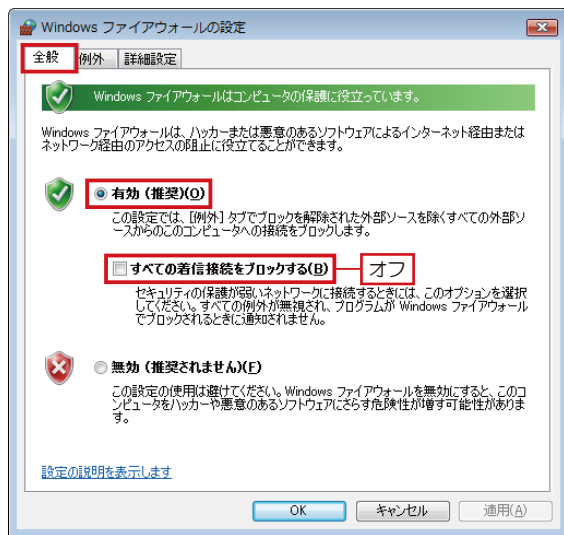 Windows ファイアウォールの設定
全般
例外
詳細設定
Windows ファイアウォールはコンピュータの保護に役立っています。
Windows ファイアウォールは、ハッカーまたは悪意のあるソフトウェアによるインターネット経由または
ネットワーク経由のアクセスの阻止に役立てることができます。
有効 (推奨)(O)
この設定では、[例外] タブでブロックを解除された外部ソースを除くすべての外部ソ
ースからのこのコンピュータへの接続をブロックします。
すべての着信接続をブロックする(B)
オフ
セキュリティの保護が弱いネットワークに接続するときには、このオプションを選択
してください。すべての例外が無視され、プログラムが Windows ファイアウォール
でブロックされるときに通知されません。
無効 (推奨されません)(F)
この設定の使用は避けてください。Windows ファイアウォールを無効にすると、このコ
ンピュータをハッカーや悪意のあるソフトウェアにさらす危険性が増す可能性がありま
す。
設定の説明を表示します
OK
キャンセル
適用(A)